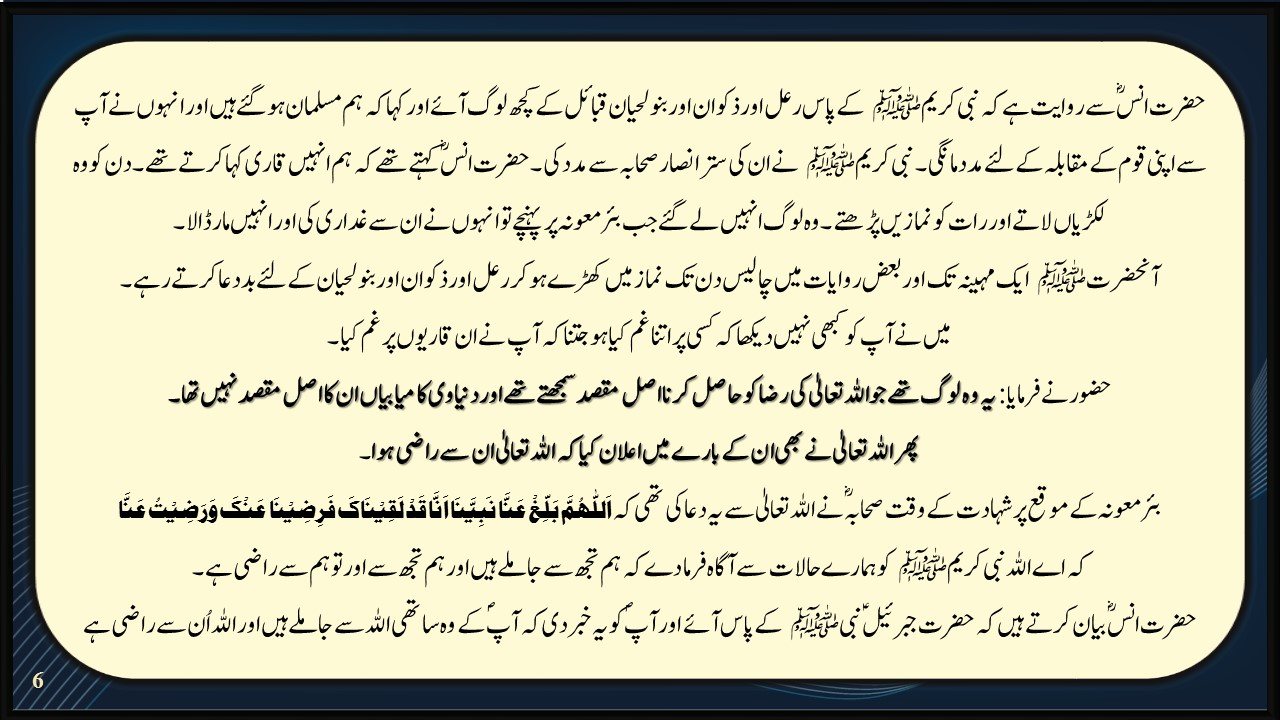 حضرت انسؓ سے روایت ہے کہ نبی کریم ﷺ کے پاس رعل اور ذکوان اور بنو لحیان قبائل کے کچھ لوگ آئے اور کہا کہ ہم مسلمان ہو گئے ہیں اور انہوں نے آپ
سے اپنی قوم کے مقابلہ کے لئے مدد مانگی۔ نبی کریم ﷺ نے ان کی ستر انصار صحابہ سے مدد کی۔ حضرت انسؓ کہتے تھے کہ ہم انہیں قاری کہا کرتے تھے۔ دن کو وہ
لکڑیاں لاتے اور رات کو نمازیں پڑھتے۔ وہ لوگ انہیں لے گئے جب بئر معونہ پر پہنچے تو انہوں نے ان سے غداری کی اور انہیں مار ڈالا۔
آنحضرت ﷺ ایک مہینہ تک اور بعض روایات میں چالیس دن تک نماز میں کھڑے ہو کر رعل اور ذکوان اور بنو لحیان کے لئے بددعا کرتے رہے۔
میں نے آپ کو کبھی نہیں دیکھا کہ کسی پر اتنا غم کیا ہو جتنا کہ آپ نے ان قاریوں پر غم کیا۔
حضور نے فرمایا: یہ وہ لوگ تھے جو اللہ تعالیٰ کی رضا کو حاصل کرنا اصل مقصد سمجھتے تھے اور دنیاوی کامیابیاں ان کا اصل مقصد نہیں تھا۔
پھر اللہ تعالیٰ نے بھی ان کے بارے میں اعلان کیا کہ اللہ تعالیٰ ان سے راضی ہوا۔
بئر معونہ کے موقع پر شہادت کے وقت صحابہؓ نے اللہ تعالیٰ سے یہ دعا کی تھی کہ اَللّٰھُمَّ بَلِّغْ عَنَّا نَبِیَّنَا اَنَّا قَدْ لَقِیْنَاکَ فَرِضِیْنَا عَنْکَ وَرَضِیْتُ عَنَّا
کہ اے اللہ نبی کریم ﷺ کو ہمارے حالات سے آگاہ فرما دے کہ ہم تجھ سے جا ملے ہیں اور ہم تجھ سے اور تو ہم سے راضی ہے۔
حضرت انسؓ بیان کرتے ہیں کہ حضرت جبرئیلؑ نبی ﷺ کے پاس آئے اور آپؐ کو یہ خبر دی کہ آپؐ کے وہ ساتھی اللہ سے جا ملے ہیں اور اللہ اُن سے راضی ہے
6